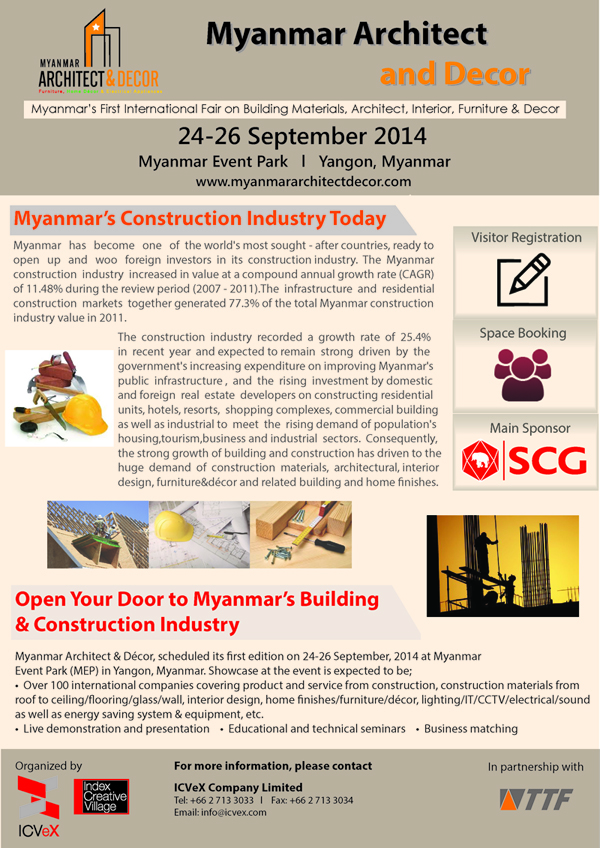 MYANMAR
ARCHITECT & DECOR
Myanmar Architect
and Decor
Myanmar's First International Fair on Building Materials, Architect, Interior, Furniture & Decor
24-26 September 2014
Myanmar Event Park I Yangon, Myanmar
www.myanmararchitectdecor.com
Myanmar's Construction Industry Today
Myanmar has become one of the world's most sought - after countries, ready to
open up and woo foreign investors in its construction industry. The Myanmar
construction industry increased in value at a compound annual growth rate (CAGR)
of 11.48% during the review period (2007 - 2011).The infrastructure and residential
construction markets together generated 77.3% of the total Myanmar construction
industry value in 2011.
The construction industry recorded a growth rate of 25.4%
in recent year and expected to remain strong driven by the
government's increasing expenditure on improving Myanmar's
public infrastructure , and the rising investment by domestic
and foreign real estate developers on constructing residential
units, hotels, resorts, shopping complexes, commercial building
as well as industrial to meet the rising demand of population's
housing,tourism,business and industrial sectors. Consequently,
the strong growth of building and construction has driven to the
huge demand of construction materials, architectural, interior
design, furniture&décor and related building and home finishes.
Visitor Registration
Space Booking
Main Sponsor
SCG
Open Your Door to Myanmar's Building
& Construction Industry
Myanmar Architect & Décor, scheduled its first edition on 24-26 September, 2014 at Myanmar
Event Park (MEP) in Yangon, Myanmar. Showcase at the event is expected to be;
• Over 100 international companies covering product and service from construction, construction materials from
roof to ceiling/flooring/glass/wall, interior design, home finishes/furniture/décor, lighting/IT/CCTV/electrical/sound
as well as energy saving system & equipment, etc.
• Live demonstration and presentation • Educational and technical seminars • Business matching
Organized by
ICVeX
Index
Creative
Village
For more information, please contact
ICVeX Company Limited
Tel: +66 2 713 3033 I Fax: +66 2 713 3034
Email: info@icvex.com
In partnership with
TTF